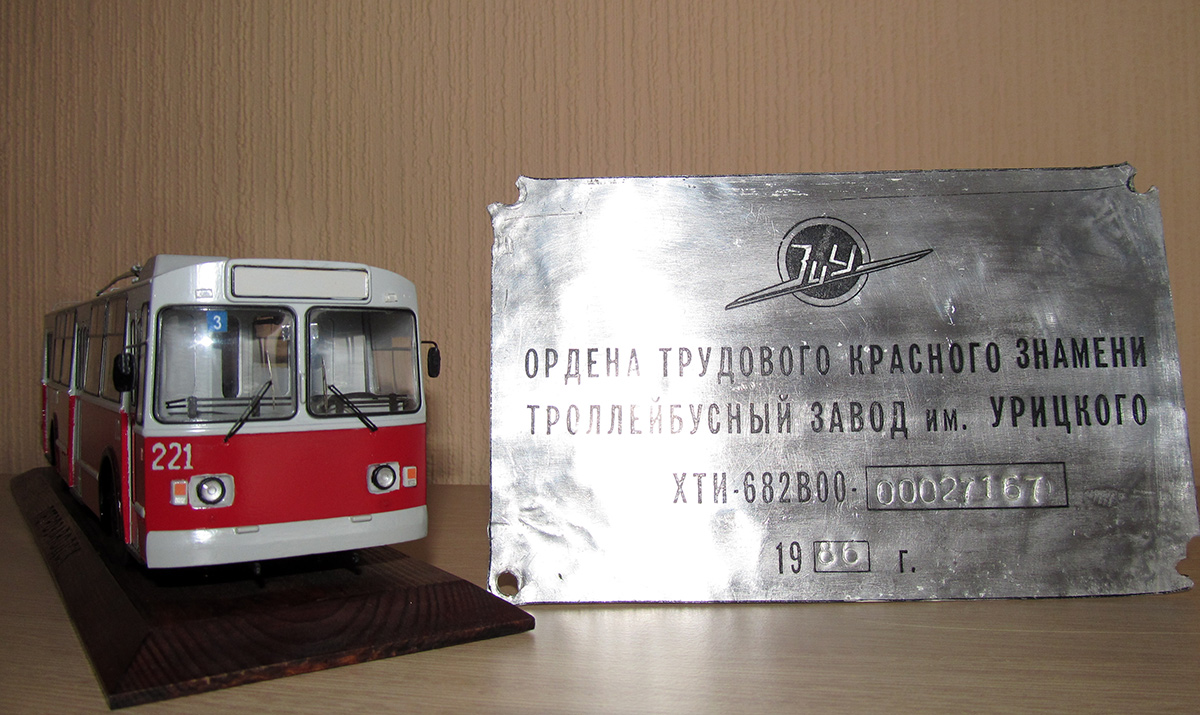 3
221
ЗиУ
ОРДЕНА ТРУДОВОГО КРАСНОГО ЗНАМЕНИ
ТРОЛЛЕЙБУСНЫЙ ЗАВОД им. УРИЦКОГО
ХТИ-682В00-00027167
1986 г.